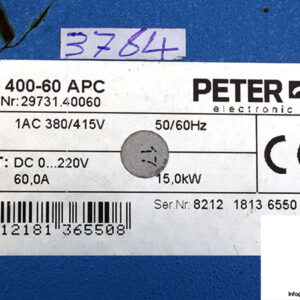 3764
400-60 APC
Nr:29731.40060
PETER
electronic
1AC 380/415V 50/60Hz
: DC 0...220V
60,0A 15,0kW
17
Ser.Nr. 8212 1813 6550
12181 365508